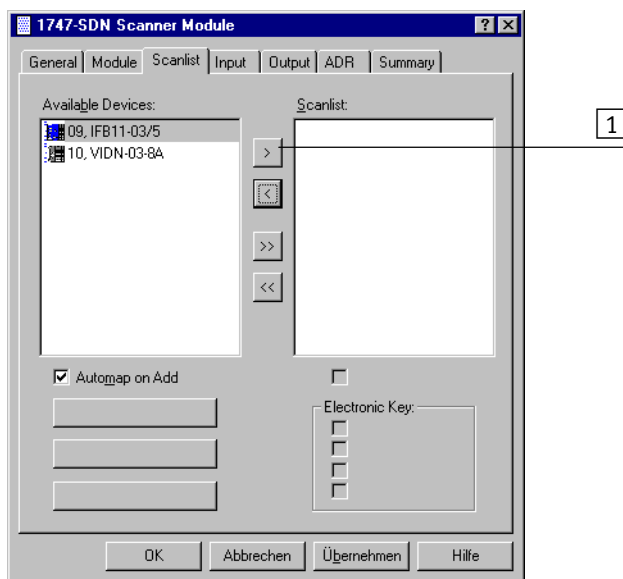 1747-SDN Scanner Module
General Module Scanlist Input Output ADR Summary
Available Devices:
Scanlist:
09, IFB11-03/5
10, VIDN-03-8A
>
<
>>
<<
1
Automap on Add
Electronic Key:
OK Abbrechen Übernehmen Hilfe